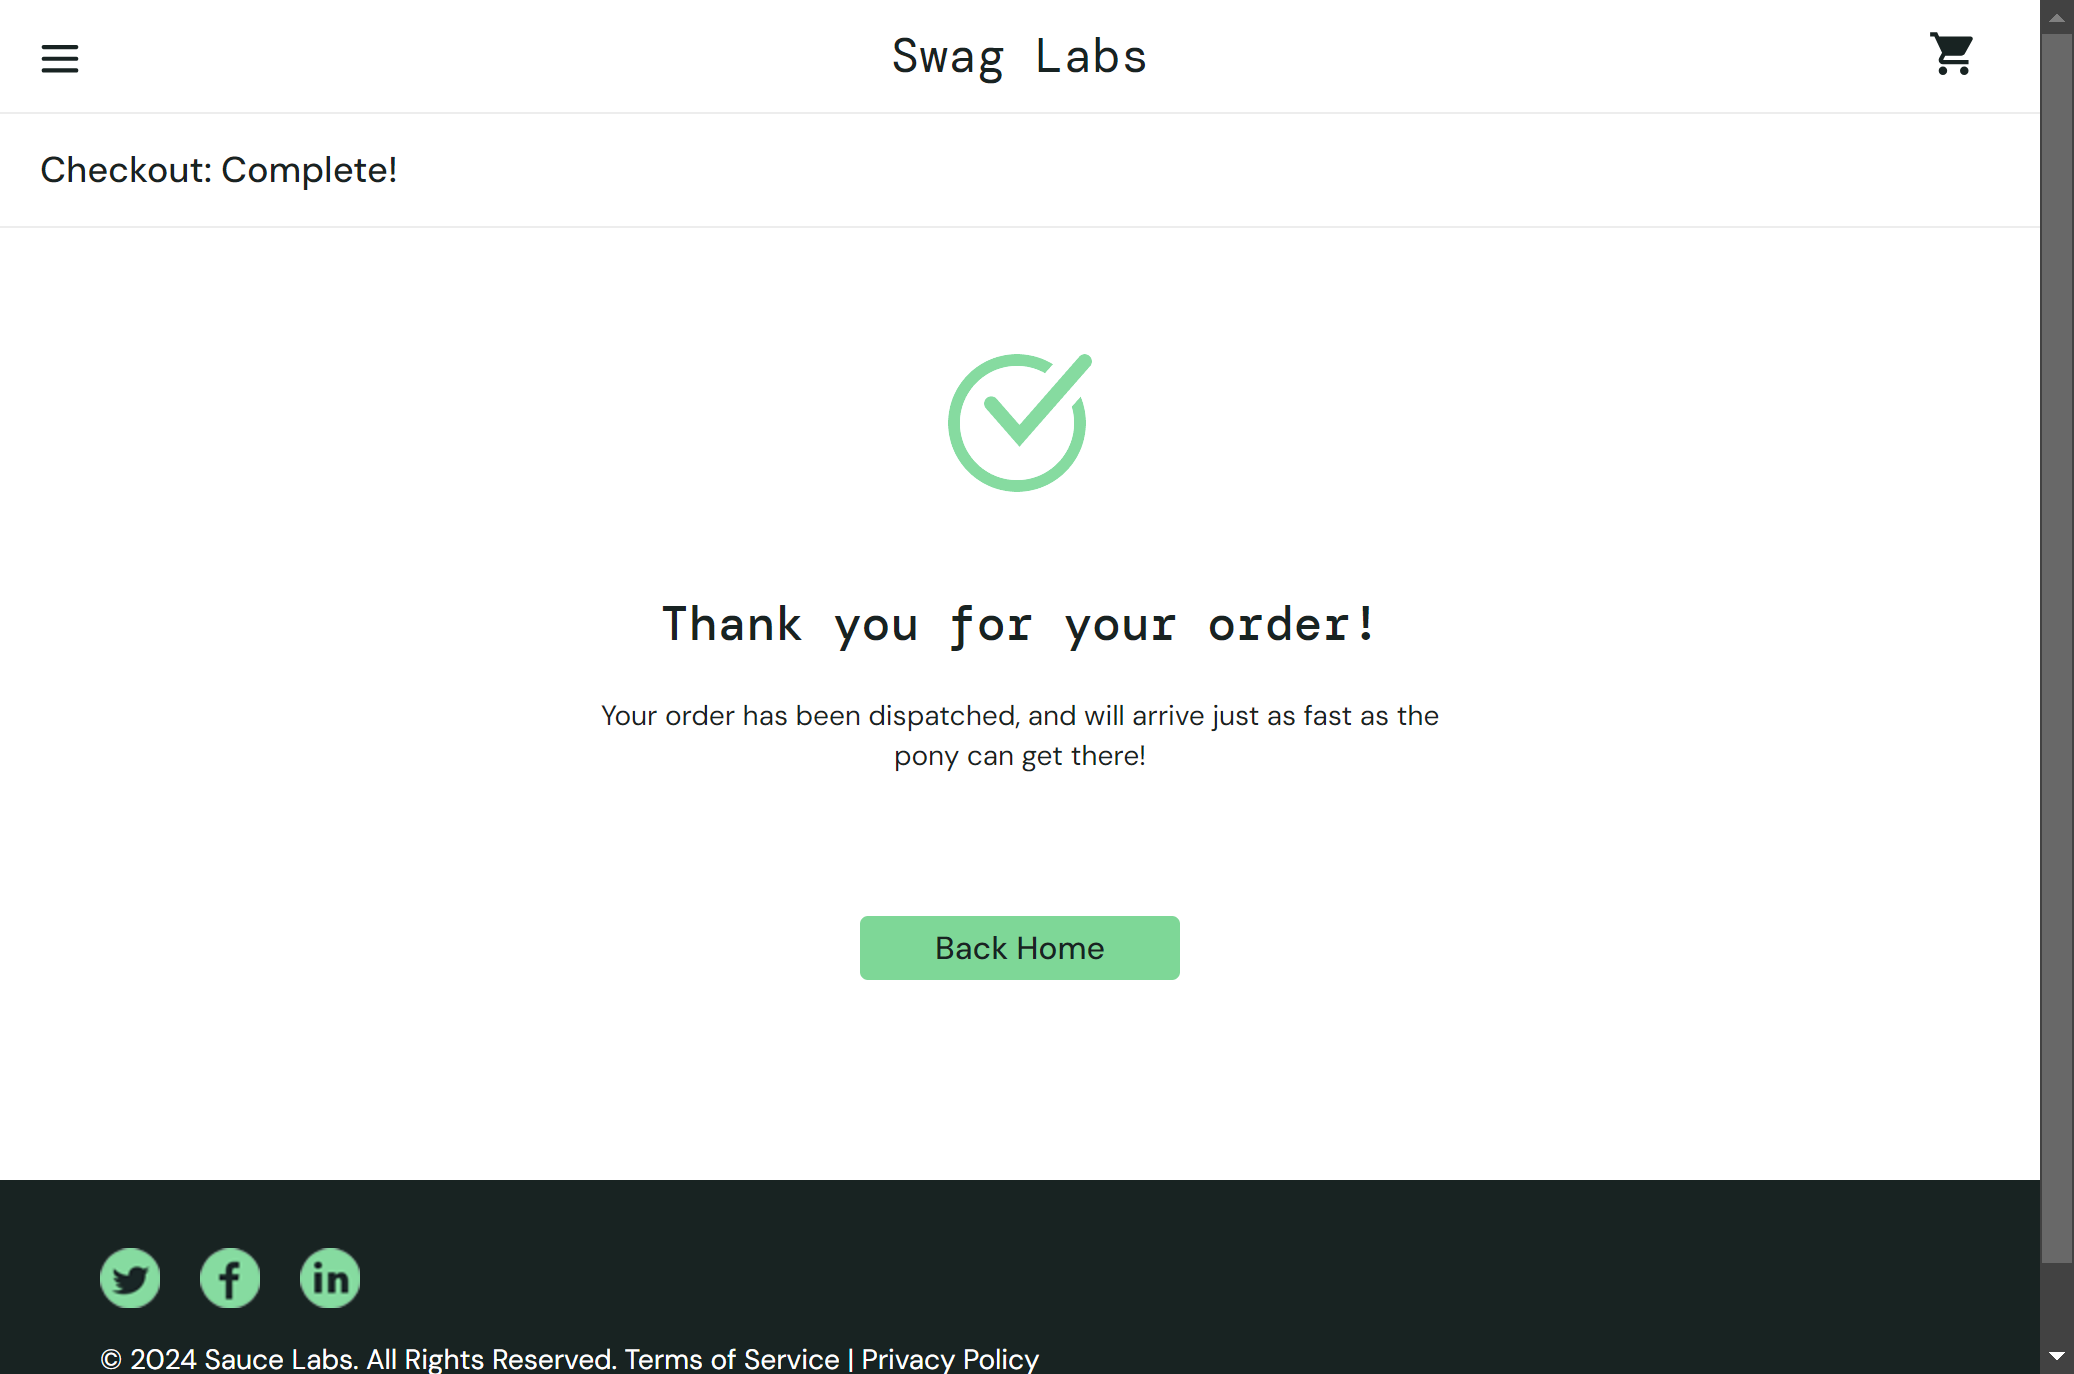 Swag Labs
Checkout: Complete!
Thank you for your order!
Your order has been dispatched, and will arrive just as fast as the
pony can get there!
Back Home
© 2024 Sauce Labs. All Rights Reserved. Terms of Service | Privacy Policy